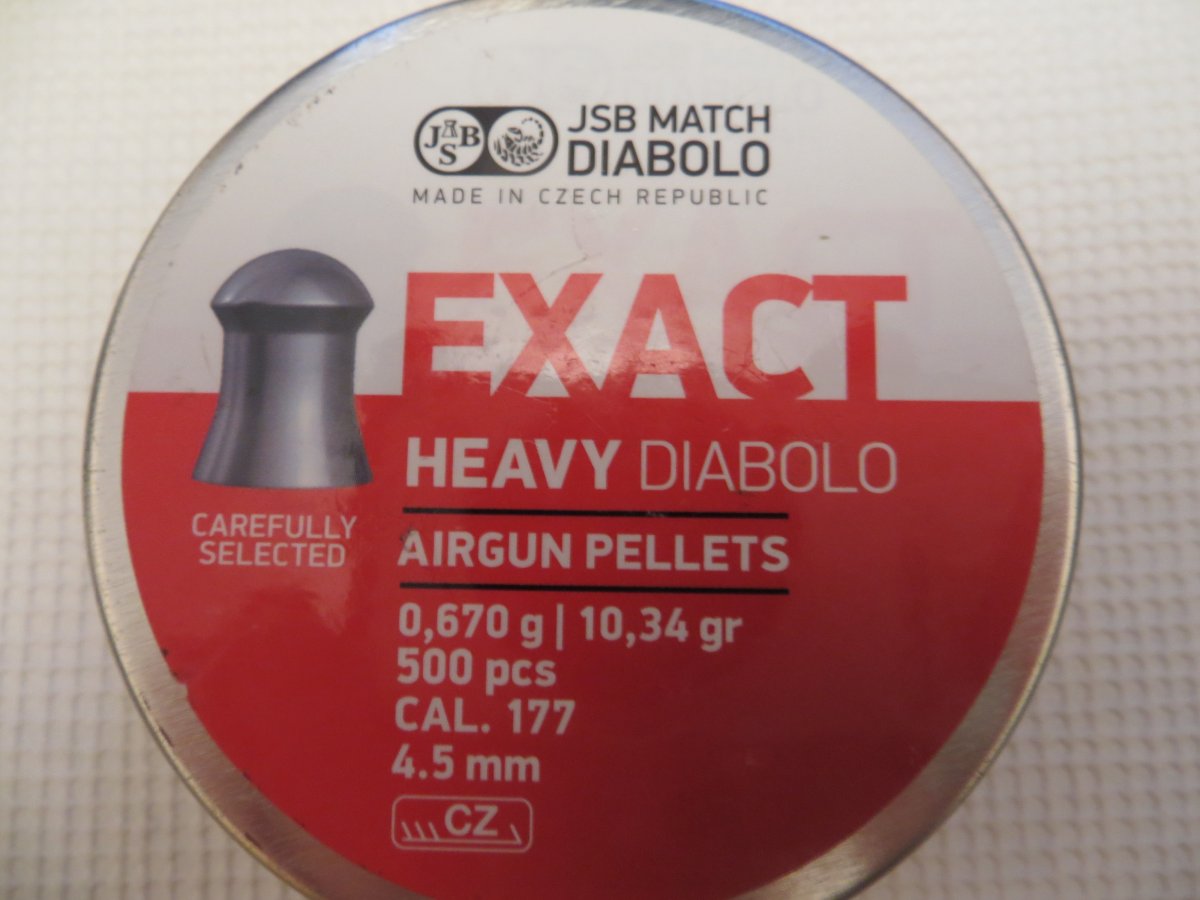 JSB
JSB MATCH
DIABOLO
MADE IN CZECH REPUBLIC
EXACT
HEAVY DIABOLO
CAREFULLY
SELECTED
AIRGUN PELLETS
0,670 g | 10,34 gr
500 pcs
CAL. 177
4.5 mm
CZ